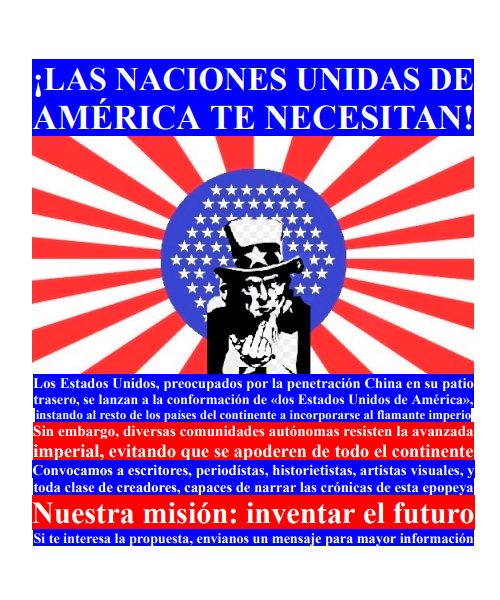 ¡LAS NACIONES UNIDAS DE
AMÉRICA TE NECESITAN!
Los Estados Unidos, preocupados por la penetración China en su patio
trasero, se lanzan a la conformación de «los Estados Unidos de América»,
instando al resto de los países del continente a incorporarse al flamante imperio
Sin embargo, diversas comunidades autónomas resisten la avanzada
imperial, evitando que se apoderen de todo el continente
Convocamos a escritores, periodistas, historietistas, artistas visuales, y
toda clase de creadores, capaces de narrar las crónicas de esta epopeya
Nuestra misión: inventar el futuro
Si te interesa la propuesta, envianos un mensaje para mayor información